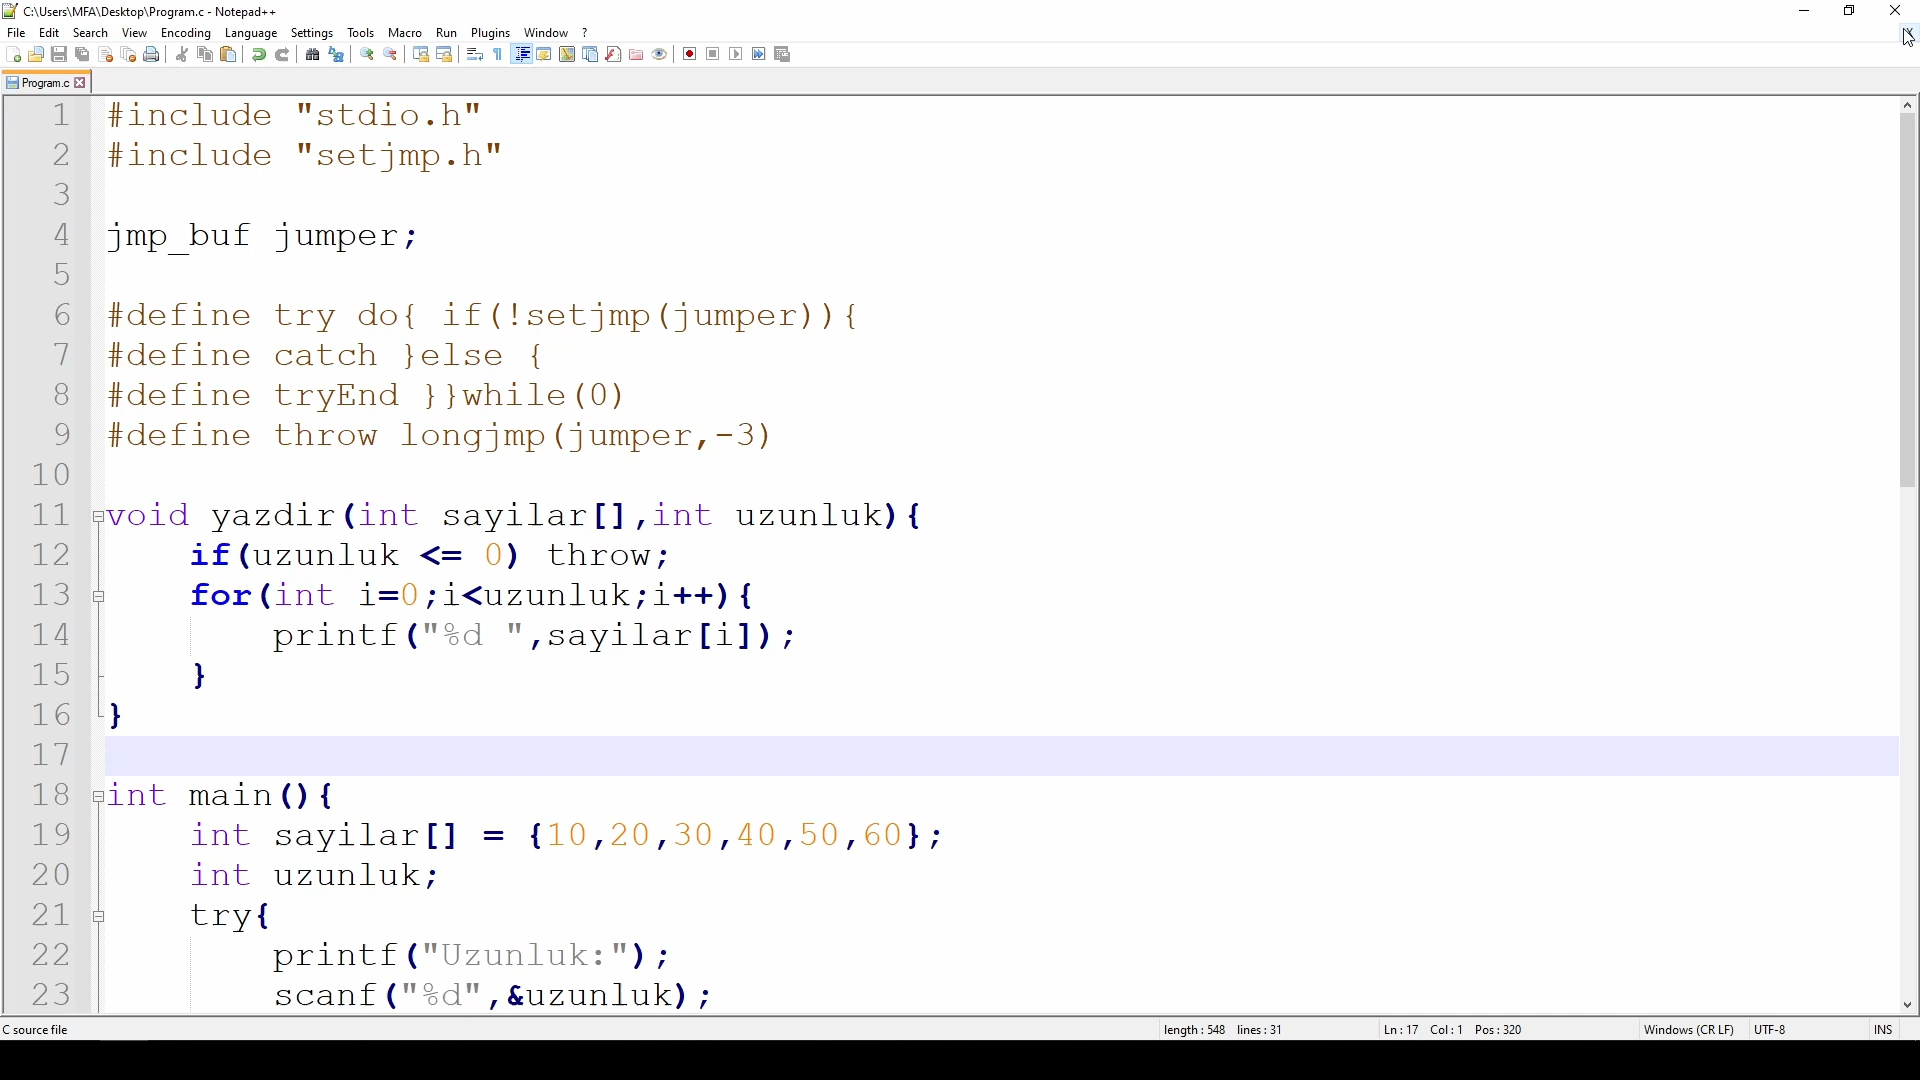 C:\Users\MFA\Desktop\Program.c - Notepad++
File Edit Search View Encoding Language Settings Tools Macro Run Plugins Window ?
Program.c
1 #include "stdio.h"
2 #include "setjmp.h"
3
4 jmp_buf jumper;
5
6 #define try do{ if(!setjmp(jumper)){
7 #define catch }else {
8 #define tryEnd }}while(0)
9 #define throw longjmp(jumper,-3)
10
11 void yazdir(int sayilar[],int uzunluk){
12 if(uzunluk <= 0) throw;
13 for(int i=0;i<uzunluk;i++){
14 printf("%d ",sayilar[i]);
15 }
16 }
17
18 int main(){
19 int sayilar[] = {10,20,30,40,50,60};
20 int uzunluk;
21 try{
22 printf("Uzunluk:");
23 scanf("%d",&uzunluk);
C source file length : 548 lines : 31 Ln : 17 Col : 1 Pos : 320 Windows (CR LF) UTF-8 INS